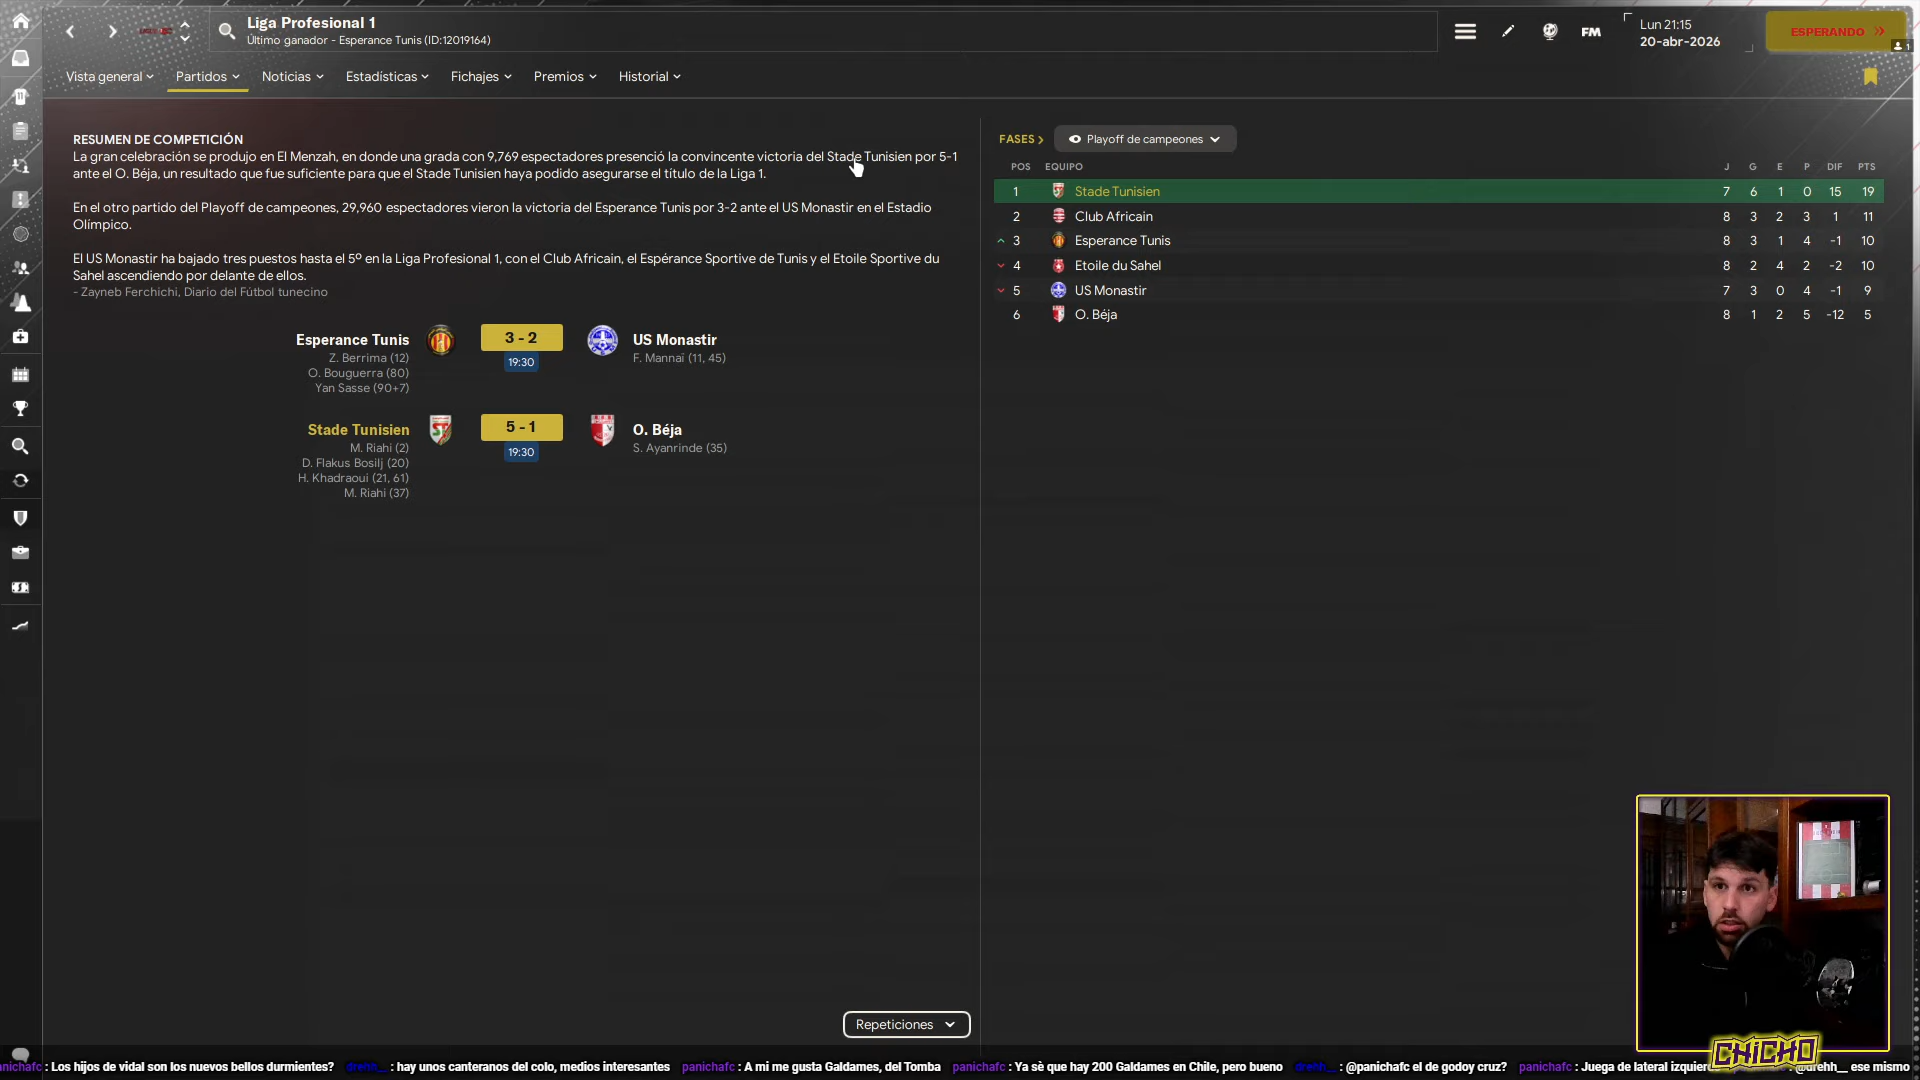 Liga Profesional 1
Último ganador - Esperance Tunis (ID:12019164)
FM
Lun 21:15
20-abr-2026
ESPERANDO
1
Vista general
Partidos
Noticias
Estadísticas
Fichajes
Premios
Historial
RESUMEN DE COMPETICIÓN
La gran celebración se produjo en El Menzah, en donde una grada con 9,769 espectadores presenció la convincente victoria del Stade Tunisien por 5-1
ante el O. Béja, un resultado que fue suficiente para que el Stade Tunisien haya podido asegurarse el título de la Liga 1.
En el otro partido del Playoff de campeones, 29,960 espectadores vieron la victoria del Esperance Tunis por 3-2 ante el US Monastir en el Estadio
Olímpico.
El US Monastir ha bajado tres puestos hasta el 5º en la Liga Profesional 1, con el Club Africain, el Espérance Sportive de Tunis y el Etoile Sportive du
Sahel ascendiendo por delante de ellos.
- Zayneb Ferchichi, Diario del Fútbol tunecino
Esperance Tunis 3 - 2 US Monastir
Z. Berrima (12) 19:30 F. Mannaï (11, 45)
O. Bouguerra (80)
Yan Sasse (90+7)
Stade Tunisien 5 - 1 O. Béja
M. Riahi (2) 19:30 S. Ayanrinde (35)
D. Flakus Bosilj (20)
H. Khadraoui (21, 61)
M. Riahi (37)
Repeticiones
FASES
Playoff de campeones
POS EQUIPO J G E P DIF PTS
1 Stade Tunisien 7 6 1 0 15 19
2 Club Africain 8 3 2 3 1 11
3 Esperance Tunis 8 3 1 4 -1 10
4 Etoile du Sahel 8 2 4 2 -2 10
5 US Monastir 7 3 0 4 -1 9
6 O. Béja 8 1 2 5 -12 5
CHICHO
: Los hijos de vidal son los nuevos bellos durmientes? drehh__ : hay unos canteranos del colo, medios interesantes panichafc : A mi me gusta Galdames, del Tomba panichafc : Ya sè que hay 200 Galdames en Chile, pero bueno drehh__ : @panichafc el de godoy cruz? panichafc : Juega de lateral ese mismo